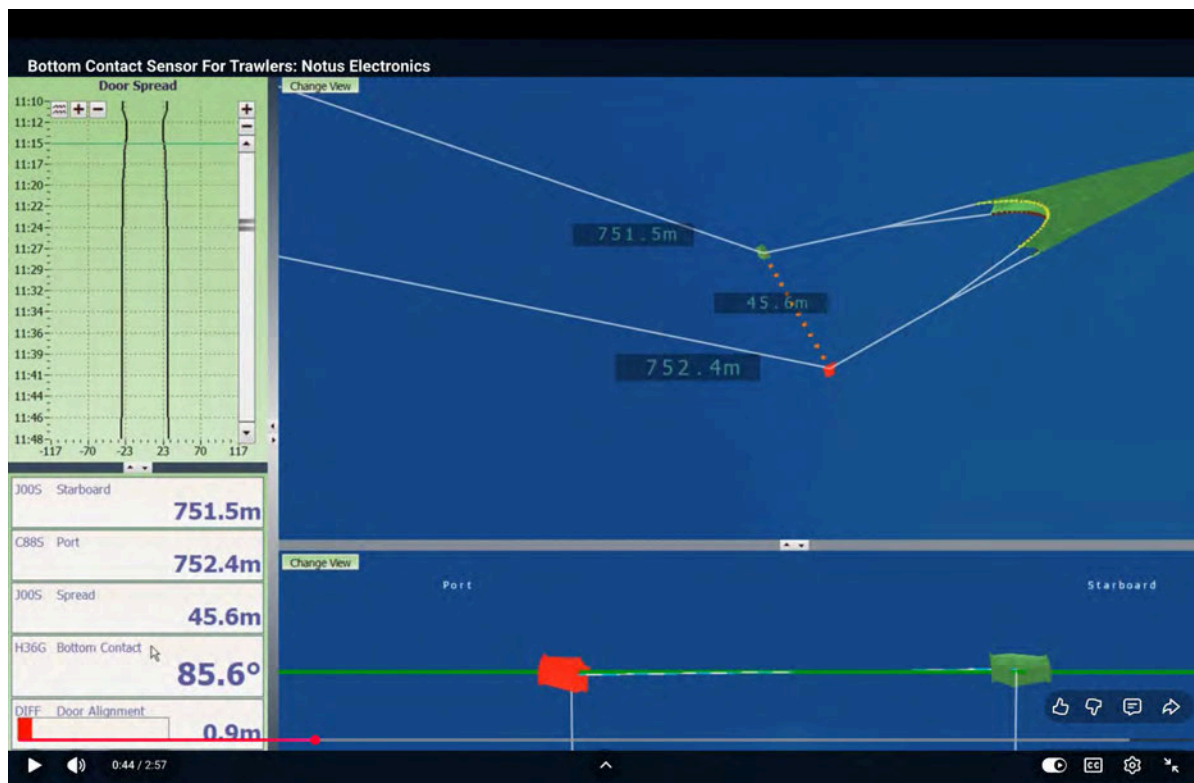 Bottom Contact Sensor For Trawlers: Notus Electronics
Door Spread
11:10
11:12
11:15
11:17
11:20
11:22
11:24
11:27
11:29
11:32
11:34
11:36
11:39
11:41
11:44
11:46
11:48
-117 -70 -23 23 70 117
J00S Starboard
751.5m
C88S Port
752.4m
J00S Spread
45.6m
H36G Bottom Contact
85.6°
DIFF Door Alignment
0.9m
Change View
751.5m
45.6m
752.4m
Change View
Port Starboard
0:44 / 2:57
CC